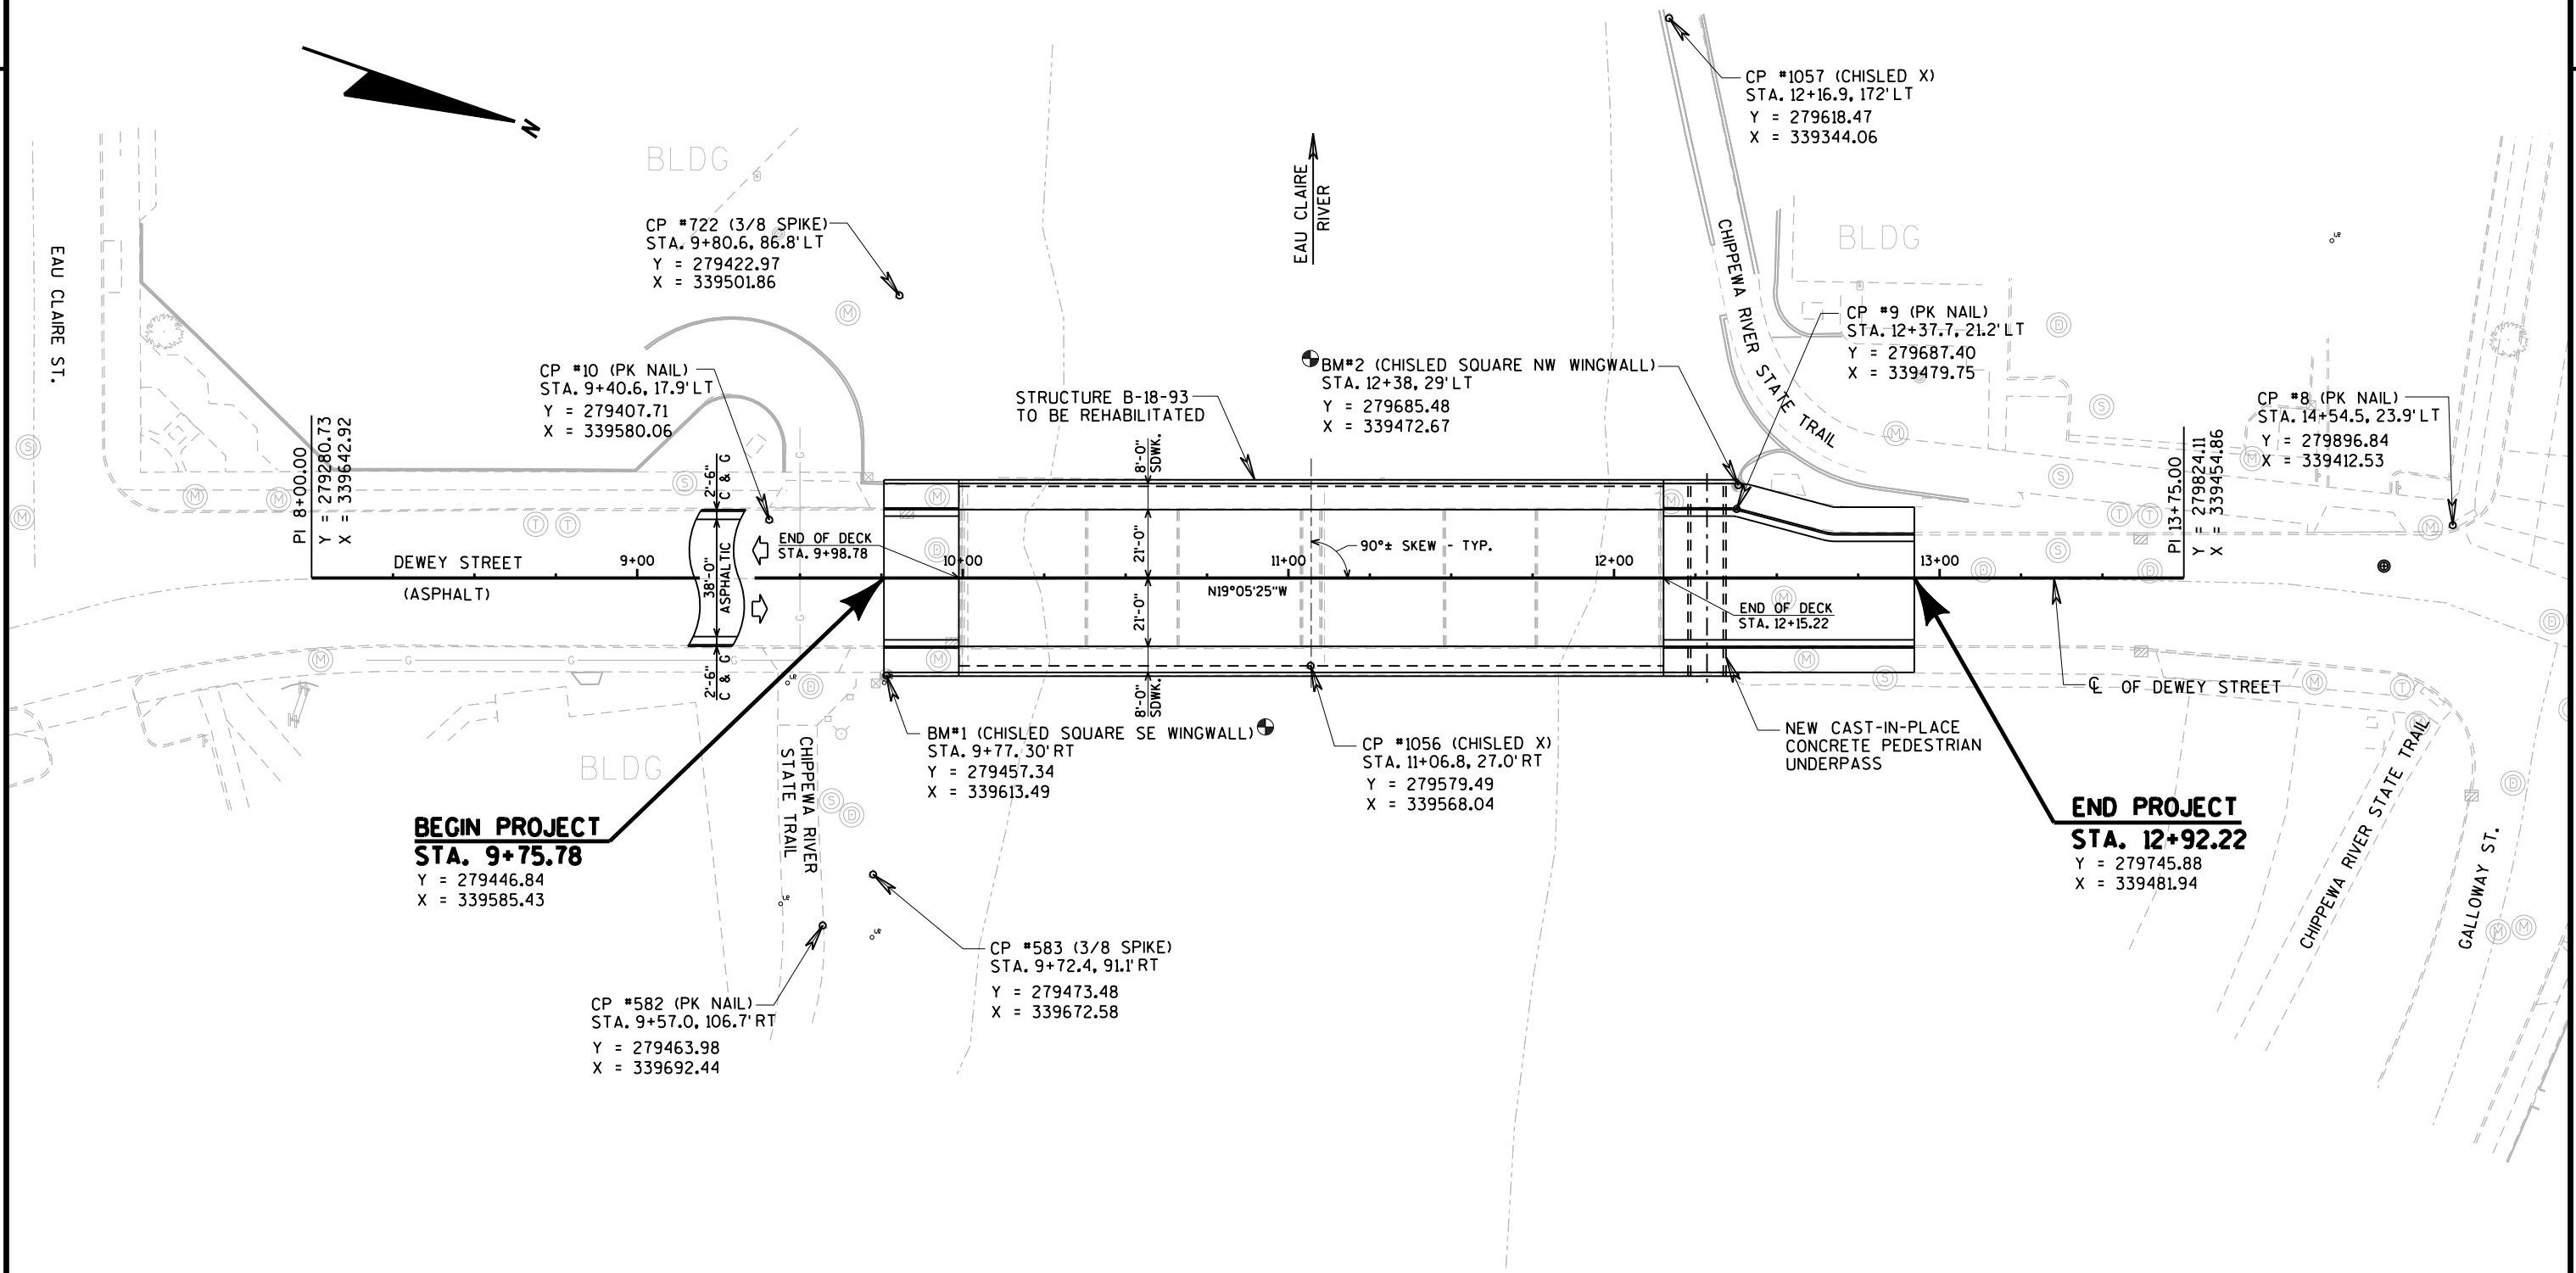 N
CP #1057 (CHISLED X)
STA. 12+16.9, 172' LT
Y = 279618.47
X = 339344.06
BLDG
EAU CLAIRE
RIVER
CP #722 (3/8 SPIKE)
STA. 9+80.6, 86.8' LT
Y = 279422.97
X = 339501.86
CHIPPEWA RIVER STATE TRAIL
BLDG
EAU CLAIRE ST.
CP #9 (PK NAIL)
STA. 12+37.7, 21.2' LT
Y = 279687.40
X = 339479.75
CP #10 (PK NAIL)
STA. 9+40.6, 17.9' LT
Y = 279407.71
X = 339580.06
BM#2 (CHISLED SQUARE NW WINGWALL)
STA. 12+38, 29' LT
Y = 279685.48
X = 339472.67
STRUCTURE B-18-93
TO BE REHABILITATED
CP #8 (PK NAIL)
STA. 14+54.5, 23.9' LT
Y = 279896.84
X = 339412.53
PI 8+00.00
Y = 279280.73
X = 339642.92
PI 13+75.00
Y = 279824.11
X = 339454.86
2'-6"
C & G
8'-0"
SDWK.
DEWEY STREET
(ASPHALT)
9+00
38'-0"
ASPHALTIC
END OF DECK
STA. 9+98.78
10+00
21'-0"
11+00
90°± SKEW - TYP.
12+00
13+00
N19°05'25"W
21'-0"
END OF DECK
STA. 12+15.22
2'-6"
C & G
8'-0"
SDWK.
℄ OF DEWEY STREET
BM#1 (CHISLED SQUARE SE WINGWALL)
STA. 9+77, 30' RT
Y = 279457.34
X = 339613.49
CP #1056 (CHISLED X)
STA. 11+06.8, 27.0' RT
Y = 279579.49
X = 339568.04
NEW CAST-IN-PLACE
CONCRETE PEDESTRIAN
UNDERPASS
BLDG
CHIPPEWA RIVER
STATE TRAIL
BEGIN PROJECT
STA. 9+75.78
Y = 279446.84
X = 339585.43
END PROJECT
STA. 12+92.22
Y = 279745.88
X = 339481.94
CHIPPEWA RIVER STATE TRAIL
GALLOWAY ST.
CP #583 (3/8 SPIKE)
STA. 9+72.4, 91.1' RT
Y = 279473.48
X = 339672.58
CP #582 (PK NAIL)
STA. 9+57.0, 106.7' RT
Y = 279463.98
X = 339692.44